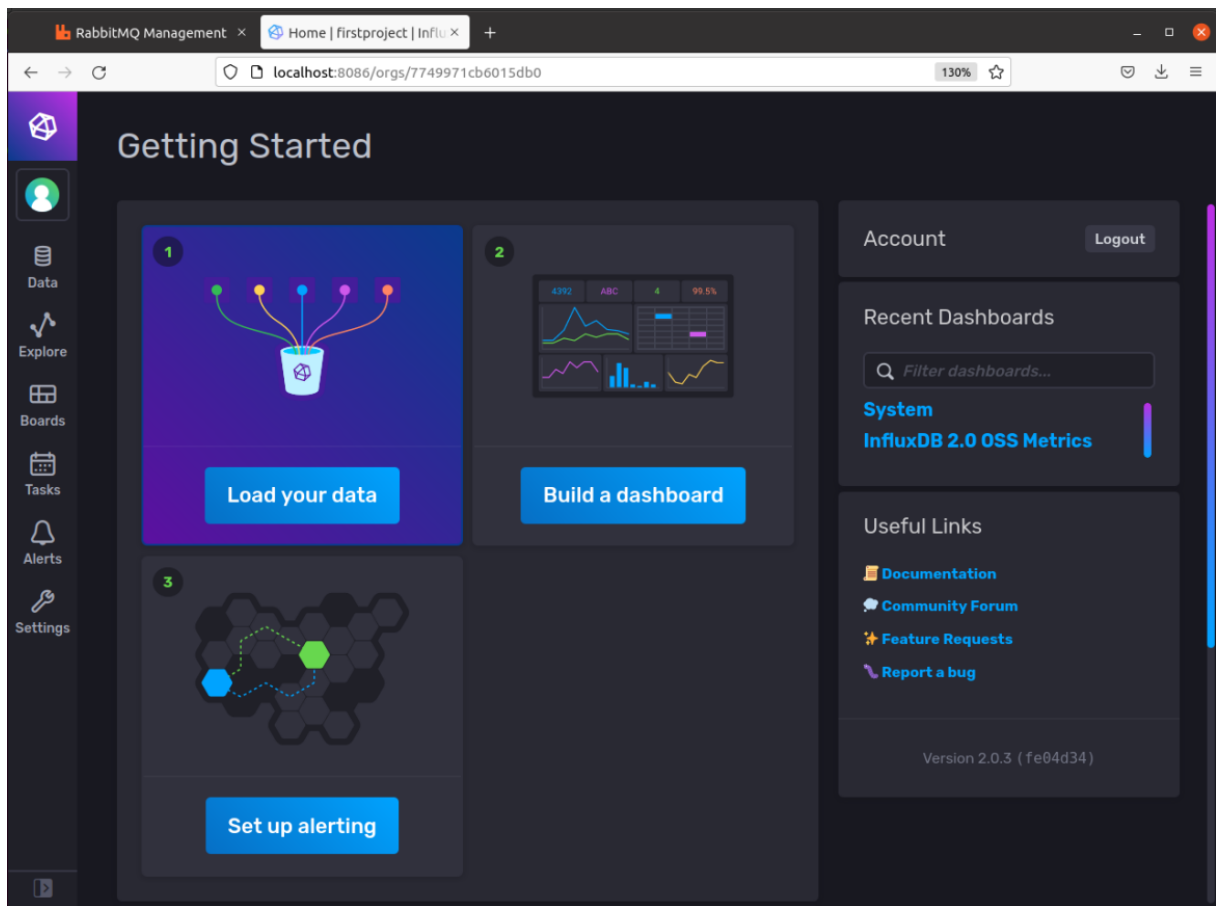 RabbitMQ Management
Home | firstproject | Influ
localhost:8086/orgs/7749971cb6015db0
130%
Getting Started
Data
Explore
Boards
Tasks
Alerts
Settings
1
Load your data
2
4392 ABC 4 99.5%
Build a dashboard
3
Set up alerting
Account
Logout
Recent Dashboards
Filter dashboards...
System
InfluxDB 2.0 OSS Metrics
Useful Links
Documentation
Community Forum
Feature Requests
Report a bug
Version 2.0.3 (fe04d34)